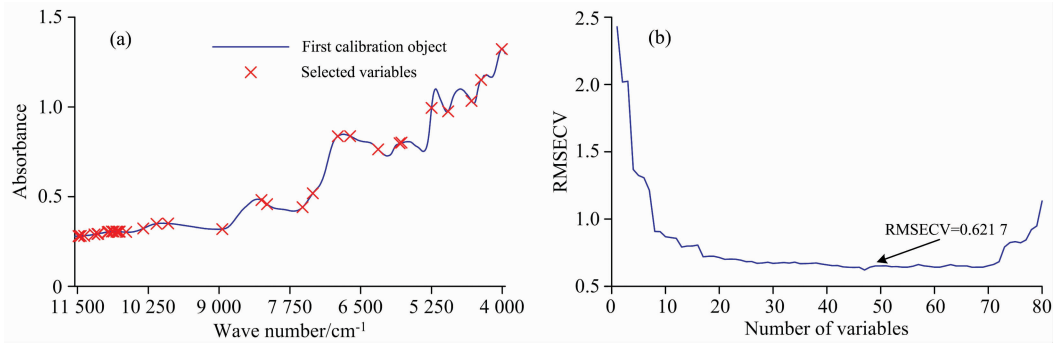 (a)
First calibration object
Selected variables
1.5
1.0
0.5
0
Absorbance
11 500 10 250 9 000 7 750 6 500 5 250 4 000
Wave number/cm-1
(b)
2.5
2.0
1.5
1.0
0.5
RMSECV
RMSECV=0.621 7
0 10 20 30 40 50 60 70 80
Number of variables